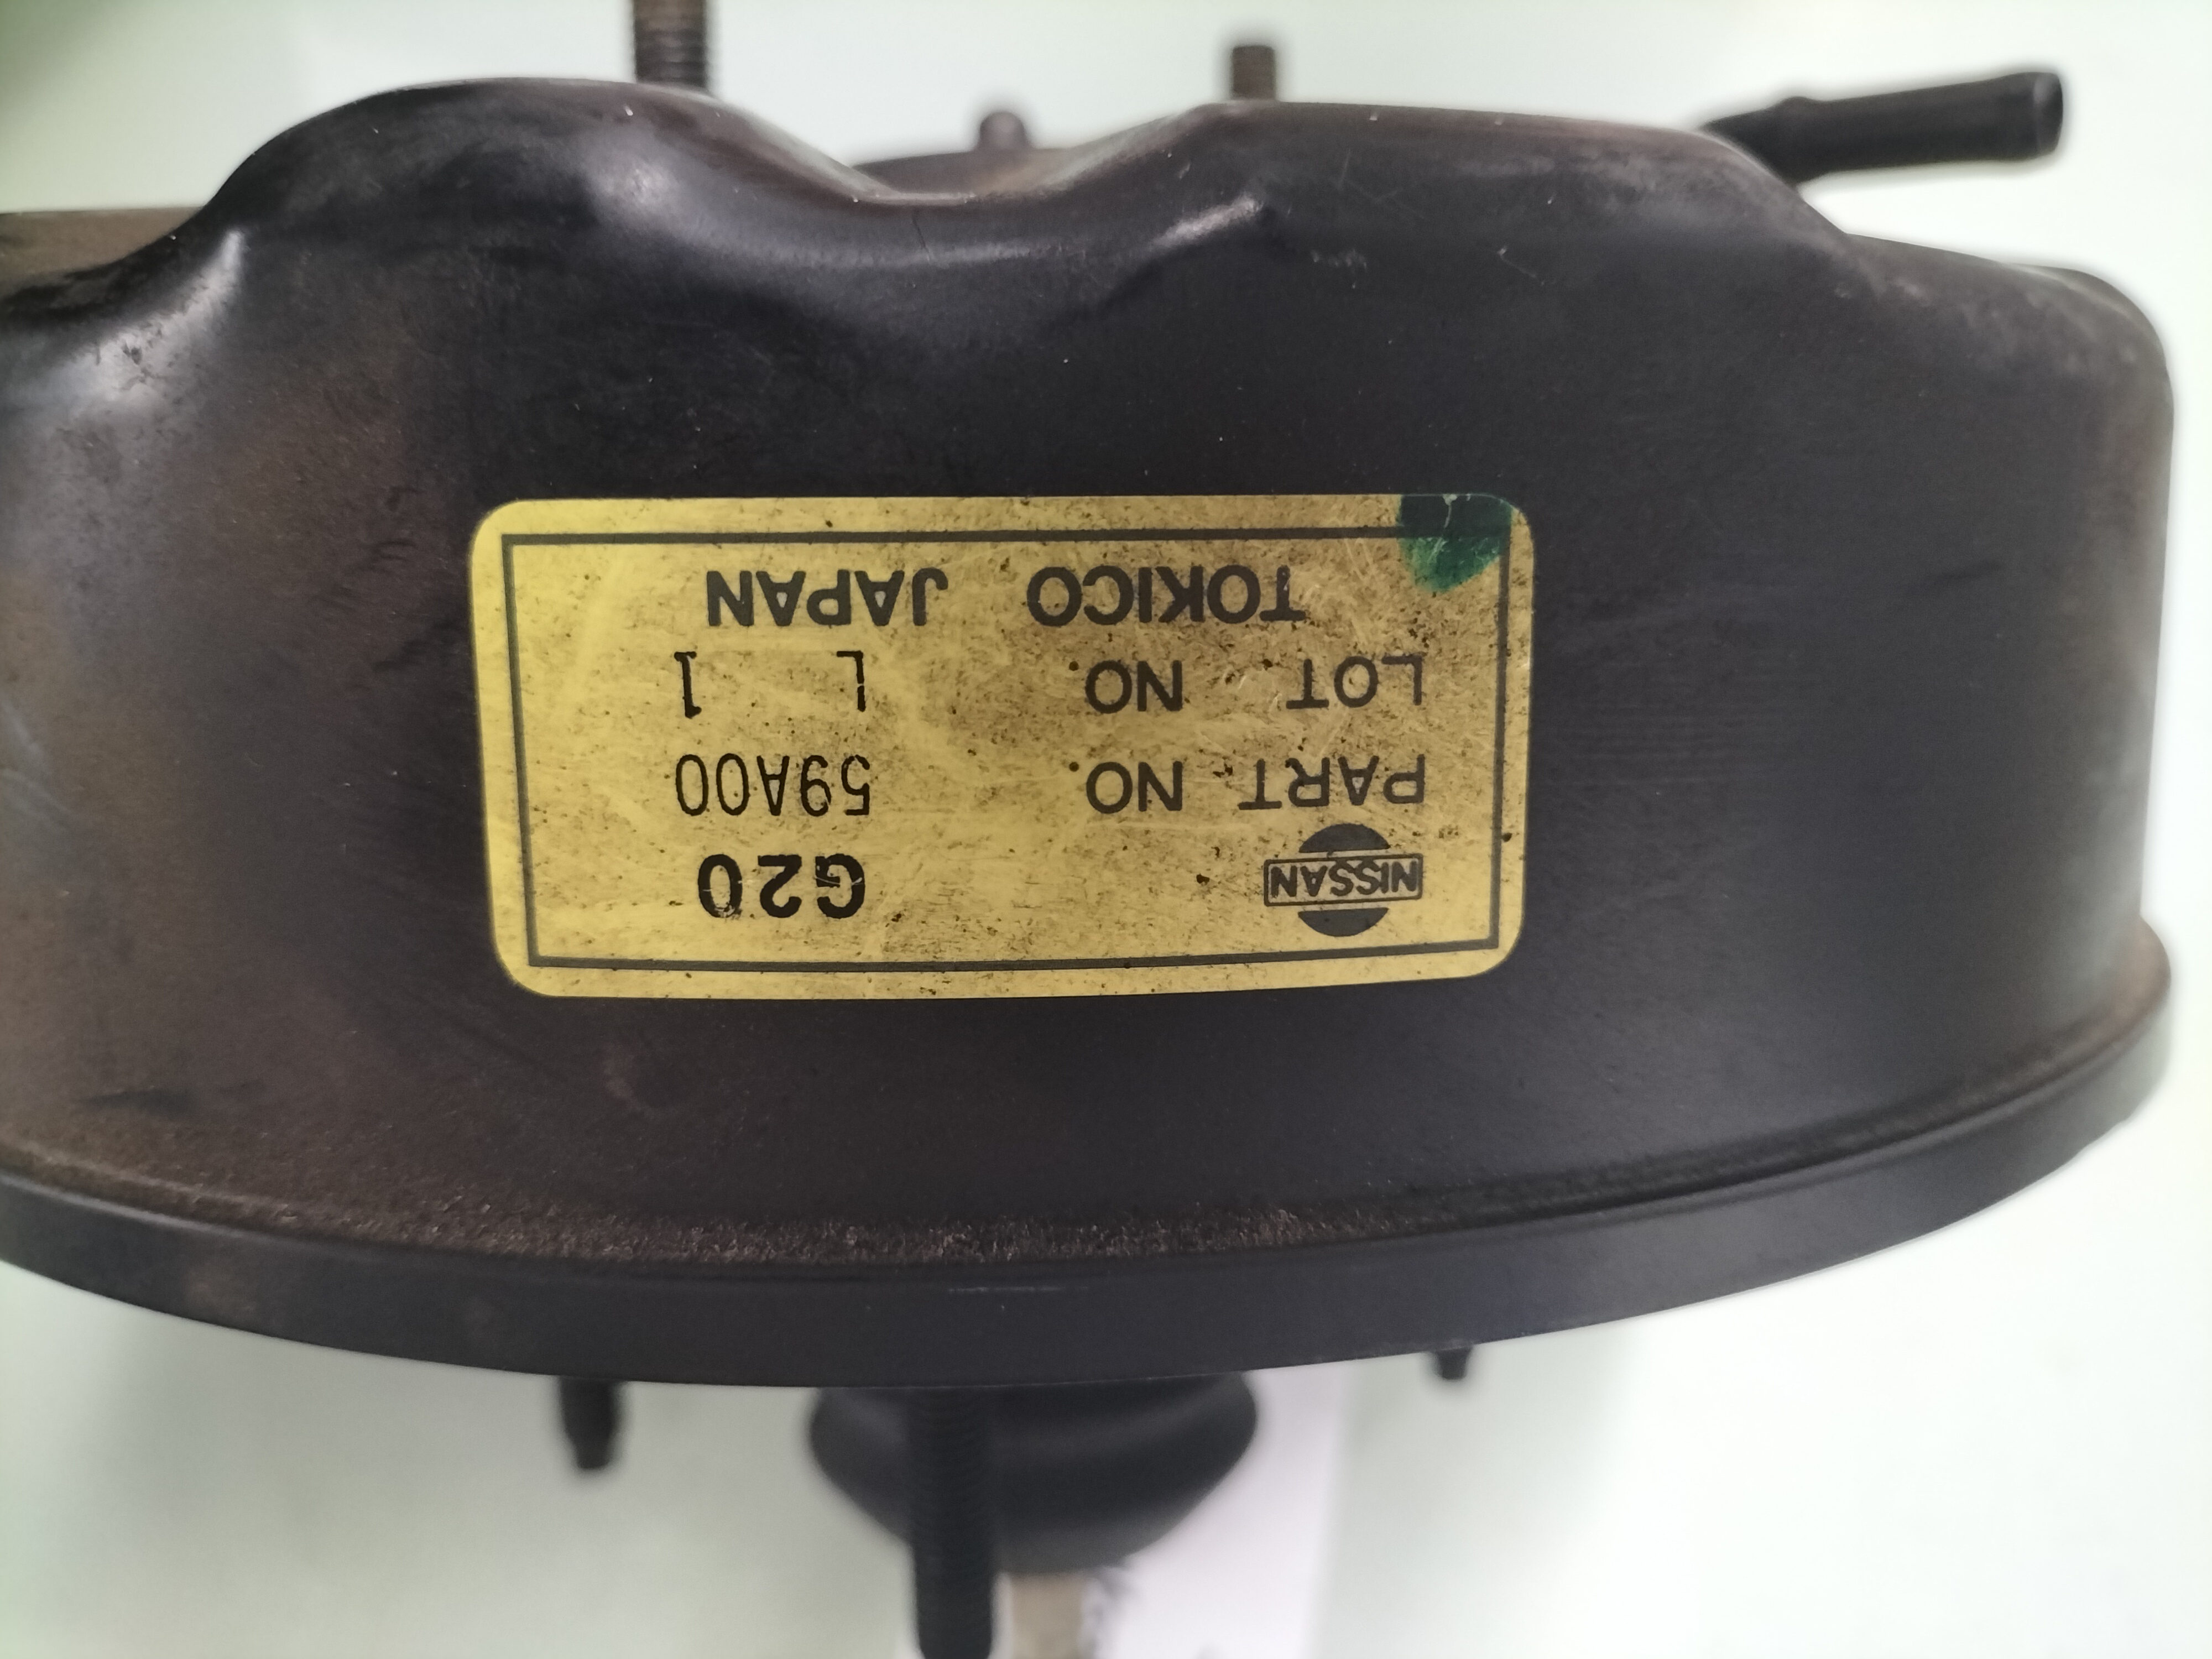 NISSAN G20
PART NO. 59A00
LOT NO. L 1
TOKICO JAPAN